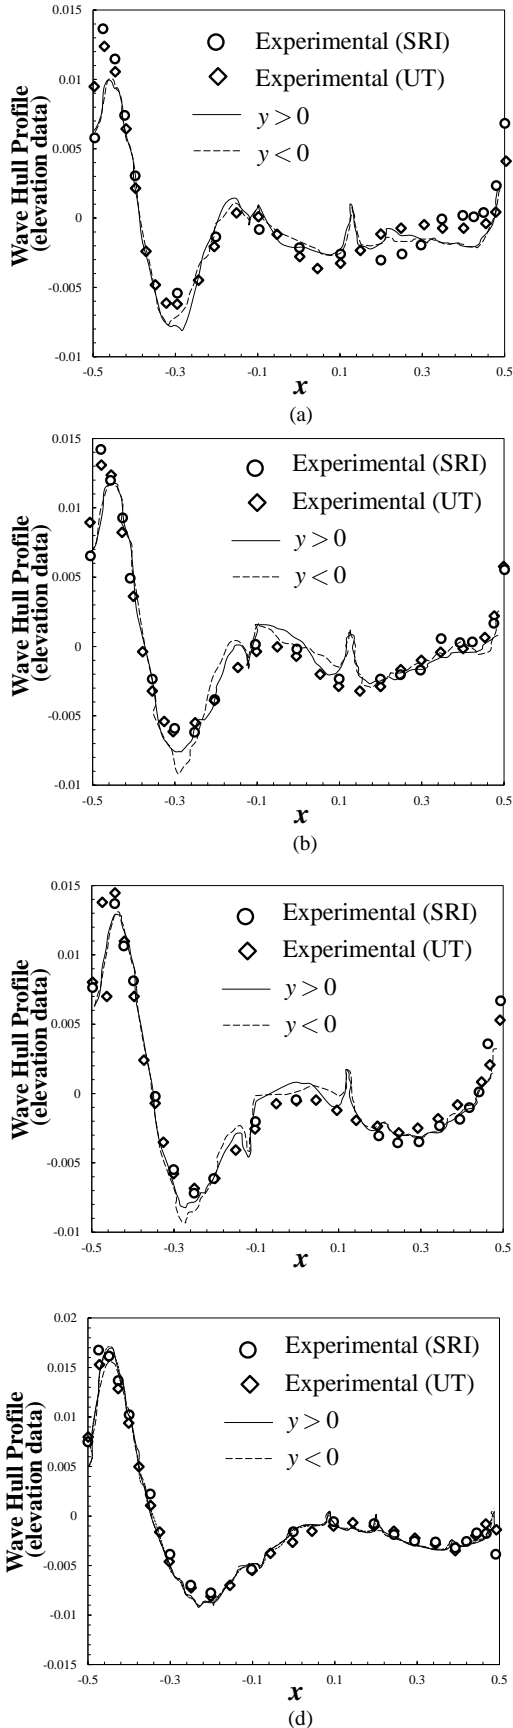 0.015
Experimental (SRI)
0.01
Experimental (UT)
y > 0
0.005
y < 0
0
-0.005
-0.01
-0.5 -0.3 -0.1 0.1 0.3 0.5
Wave Hull Profile
(elevation data)
x
(a)
0.015
Experimental (SRI)
0.01
Experimental (UT)
y > 0
0.005
y < 0
0
-0.005
-0.01
-0.5 -0.3 -0.1 0.1 0.3 0.5
Wave Hull Profile
(elevation data)
x
(b)
0.015
Experimental (SRI)
0.01
Experimental (UT)
y > 0
0.005
y < 0
0
-0.005
-0.01
-0.5 -0.3 -0.1 0.1 0.3 0.5
Wave Hull Profile
(elevation data)
x
0.02
Experimental (SRI)
0.015
Experimental (UT)
0.01
y > 0
y < 0
0.005
0
-0.005
-0.01
-0.015
-0.5 -0.3 -0.1 0.1 0.3 0.5
Wave Hull Profile
(elevation data)
x
(d)